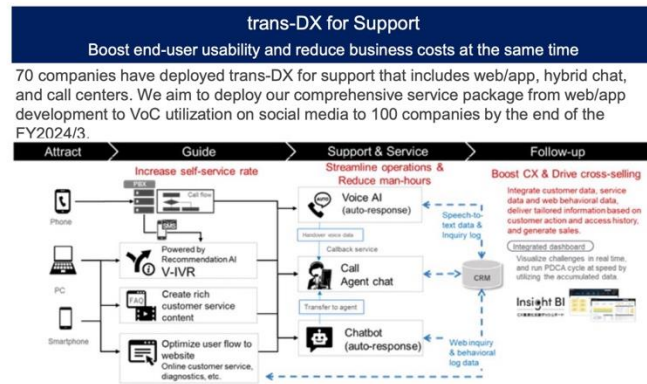 trans-DX for Support
Boost end-user usability and reduce business costs at the same time
70 companies have deployed trans-DX for support that includes web/app, hybrid chat,
and call centers. We aim to deploy our comprehensive service package from web/app
development to VoC utilization on social media to 100 companies by the end of the
FY2024/3.
Attract
Guide
Support & Service
Follow-up
Increase self-service rate
Streamline operations &
Reduce man-hours
Boost CX & Drive cross-selling
PBX
Call flow
Phone
SMS
Voice AI
(auto-response)
Handover voice data
Callback service
Speech-to-
text data &
Inquiry log
Integrate customer data, service
data and web behavioral data,
deliver tailored information based on
customer action and access history,
and generate sales.
Integrated dashboard
Visualize challenges in real time,
and run PDCA cycle at speed by
utilizing the accumulated data.
PC
Powered by
Recommendation AI
V-IVR
Call
Agent chat
CRM
Insight BI
FAQ
Create rich
customer service
content
Transfer to agent
Smartphone
Optimize user flow to
website
Online customer service,
diagnostics, etc.
Chatbot
(auto-response)
Web inquiry
& behavioral
log data